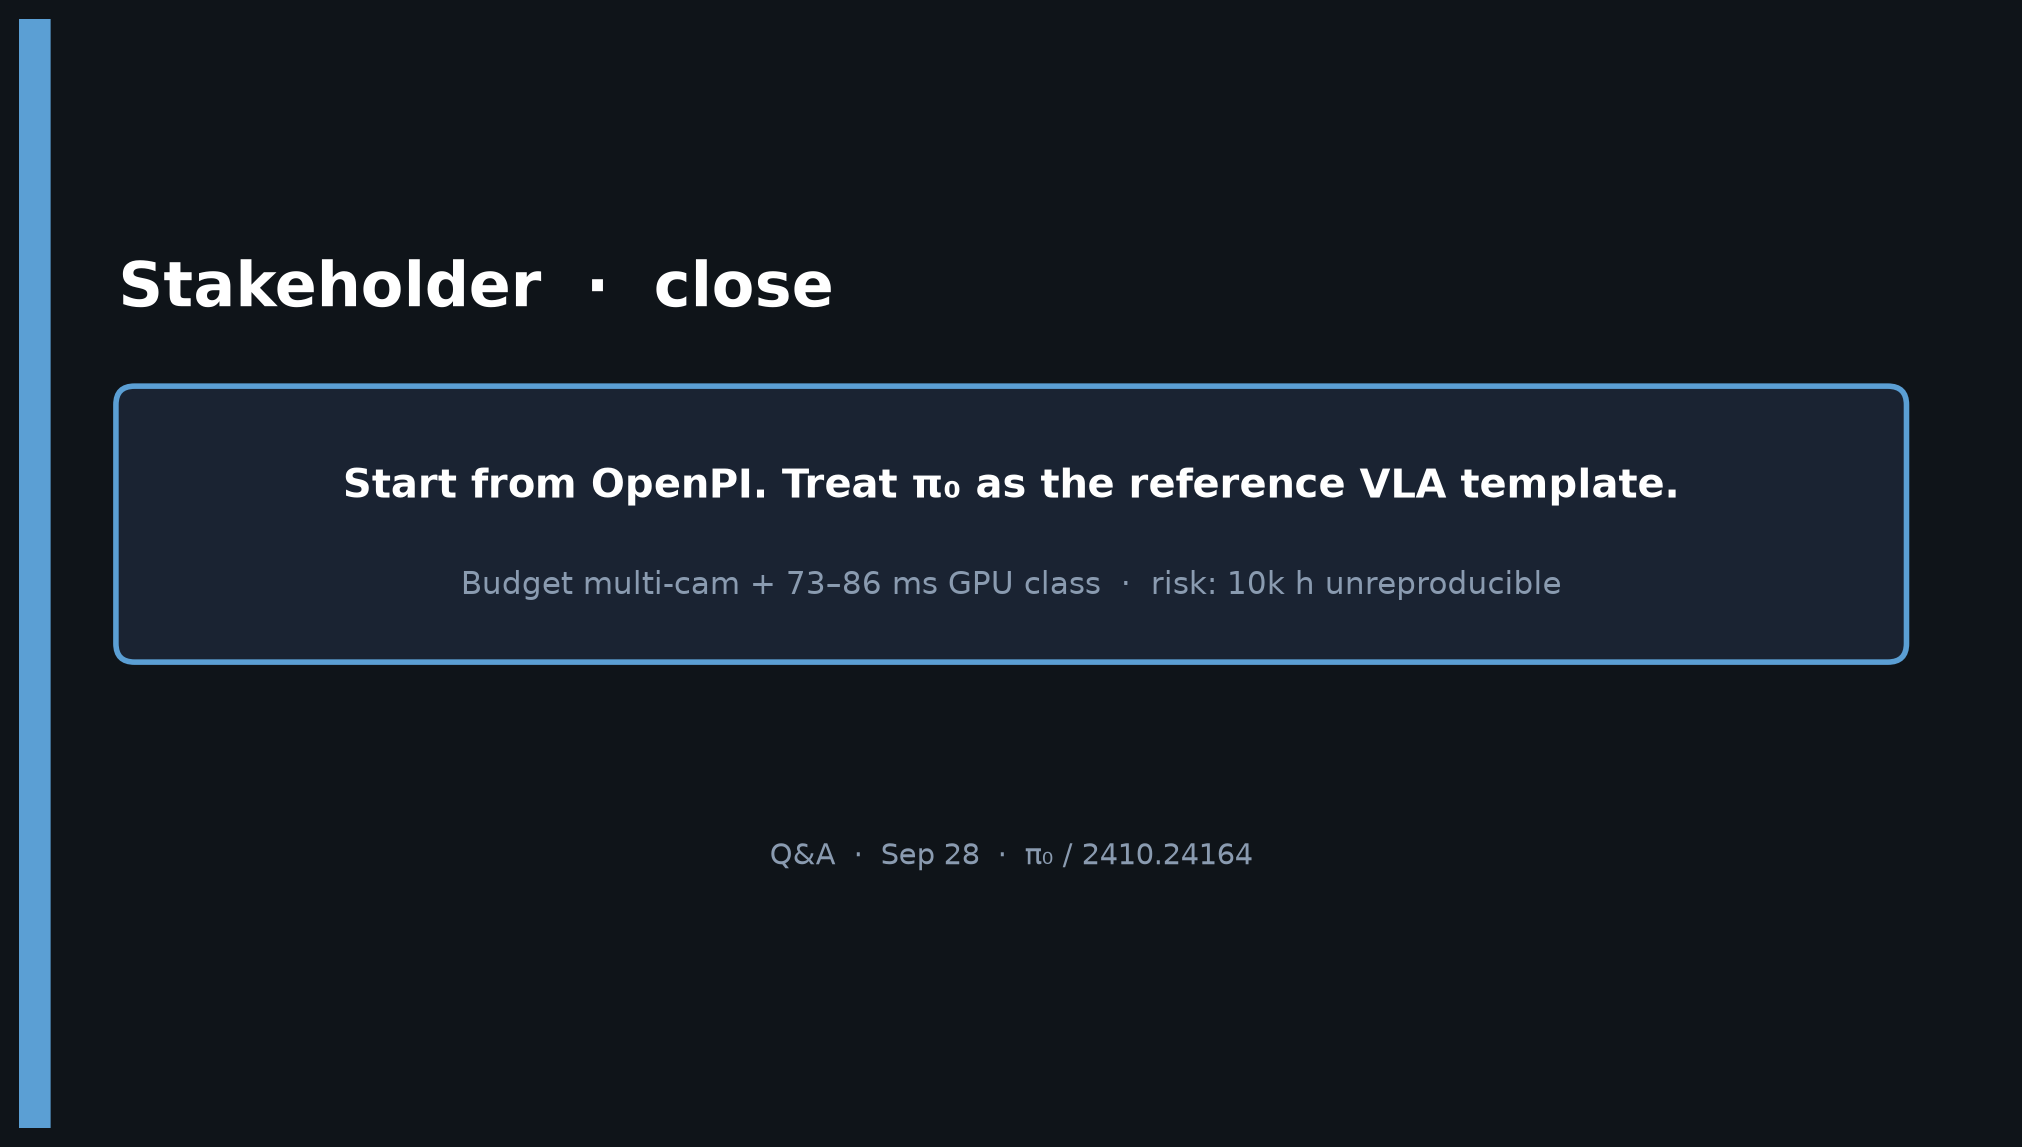 Stakeholder · close
Start from OpenPI. Treat π₀ as the reference VLA template.
Budget multi-cam + 73–86 ms GPU class · risk: 10k h unreproducible
Q&A · Sep 28 · π₀ / 2410.24164